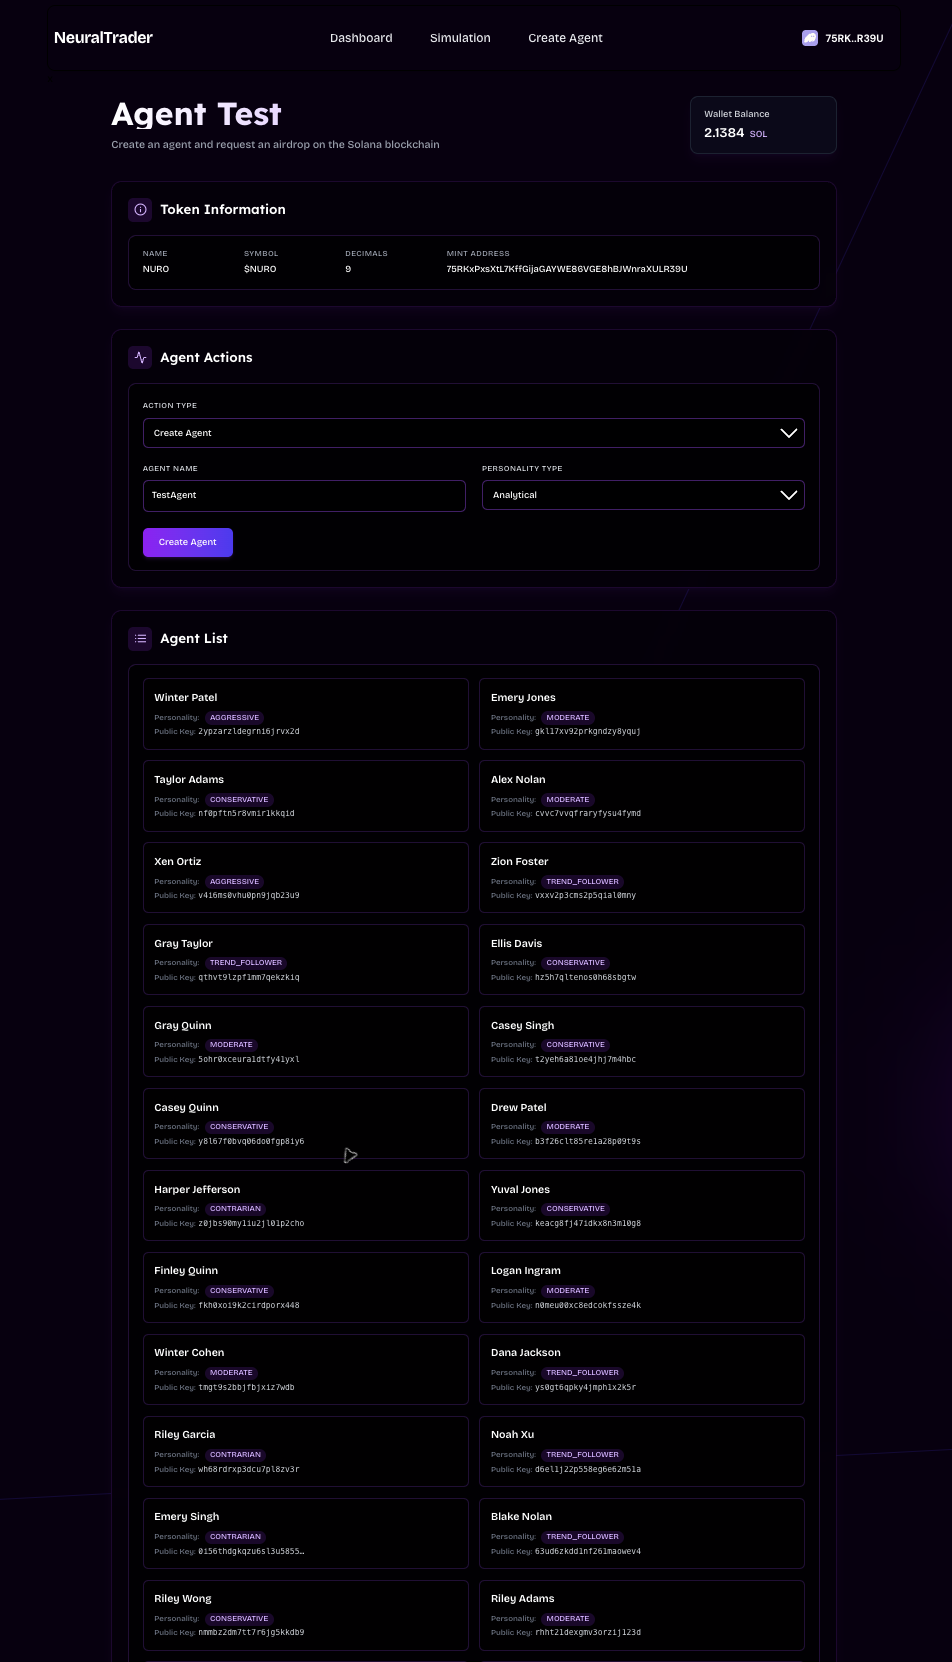 NeuralTrader
Dashboard
Simulation
Create Agent
75RK..R39U
Agent Test
Create an agent and request an airdrop on the Solana blockchain
Wallet Balance
2.1384 SOL
Token Information
NAME
SYMBOL
DECIMALS
MINT ADDRESS
NURO
$NURO
9
75RKxPxsXtL7KffGijaGAYWE86VGE8hBJWnraXULR39U
Agent Actions
ACTION TYPE
Create Agent
AGENT NAME
PERSONALITY TYPE
TestAgent
Analytical
Create Agent
Agent List
Winter Patel
Personality: AGGRESSIVE
Public Key: 2ypzarzldegrni6jrvx2d
Emery Jones
Personality: MODERATE
Public Key: gkl17xv92prkgndzy8yquj
Taylor Adams
Personality: CONSERVATIVE
Public Key: nf0pftn5r8vmir1kkqid
Alex Nolan
Personality: MODERATE
Public Key: cvvc7vvqfraryfysu4fymd
Xen Ortiz
Personality: AGGRESSIVE
Public Key: v4i6ms0vhu0pn9jqb23u9
Zion Foster
Personality: TREND_FOLLOWER
Public Key: vxxv2p3cms2p5qial0mny
Gray Taylor
Personality: TREND_FOLLOWER
Public Key: qthvt9lzpf1mm7qekzkiq
Ellis Davis
Personality: CONSERVATIVE
Public Key: hz5h7qltenos0h68sbgtw
Gray Quinn
Personality: MODERATE
Public Key: 5ohr0xceura1dtfy41yxl
Casey Singh
Personality: CONSERVATIVE
Public Key: t2yeh6a81oe4jhj7m4hbc
Casey Quinn
Personality: CONSERVATIVE
Public Key: y8l67f0bvq06do0fgp8iy6
Drew Patel
Personality: MODERATE
Public Key: b3f26clt85re1a28p09t9s
Harper Jefferson
Personality: CONTRARIAN
Public Key: z0jbs90my1iu2jl01p2cho
Yuval Jones
Personality: CONSERVATIVE
Public Key: keacg8fj47idkx8n3m10g8
Finley Quinn
Personality: CONSERVATIVE
Public Key: fkh0xoi9k2cirdporx448
Logan Ingram
Personality: MODERATE
Public Key: n0meu00xc8edcokfssze4k
Winter Cohen
Personality: MODERATE
Public Key: tmgt9s2bbjfbjxiz7wdb
Dana Jackson
Personality: TREND_FOLLOWER
Public Key: ys0gt6qpky4jmph1x2k5r
Riley Garcia
Personality: CONTRARIAN
Public Key: wh68rdrxp3dcu7pl8zv3r
Noah Xu
Personality: TREND_FOLLOWER
Public Key: d6el1j22p558eg6e62m51a
Emery Singh
Personality: CONTRARIAN
Public Key: 0i56thdgkqzu6sl3u5855…
Blake Nolan
Personality: TREND_FOLLOWER
Public Key: 63ud6zkdd1nf261maowev4
Riley Wong
Personality: CONSERVATIVE
Public Key: nmmbz2dm7tt7r6jg5kkdb9
Riley Adams
Personality: MODERATE
Public Key: rhht21dexgmv3orzij123d